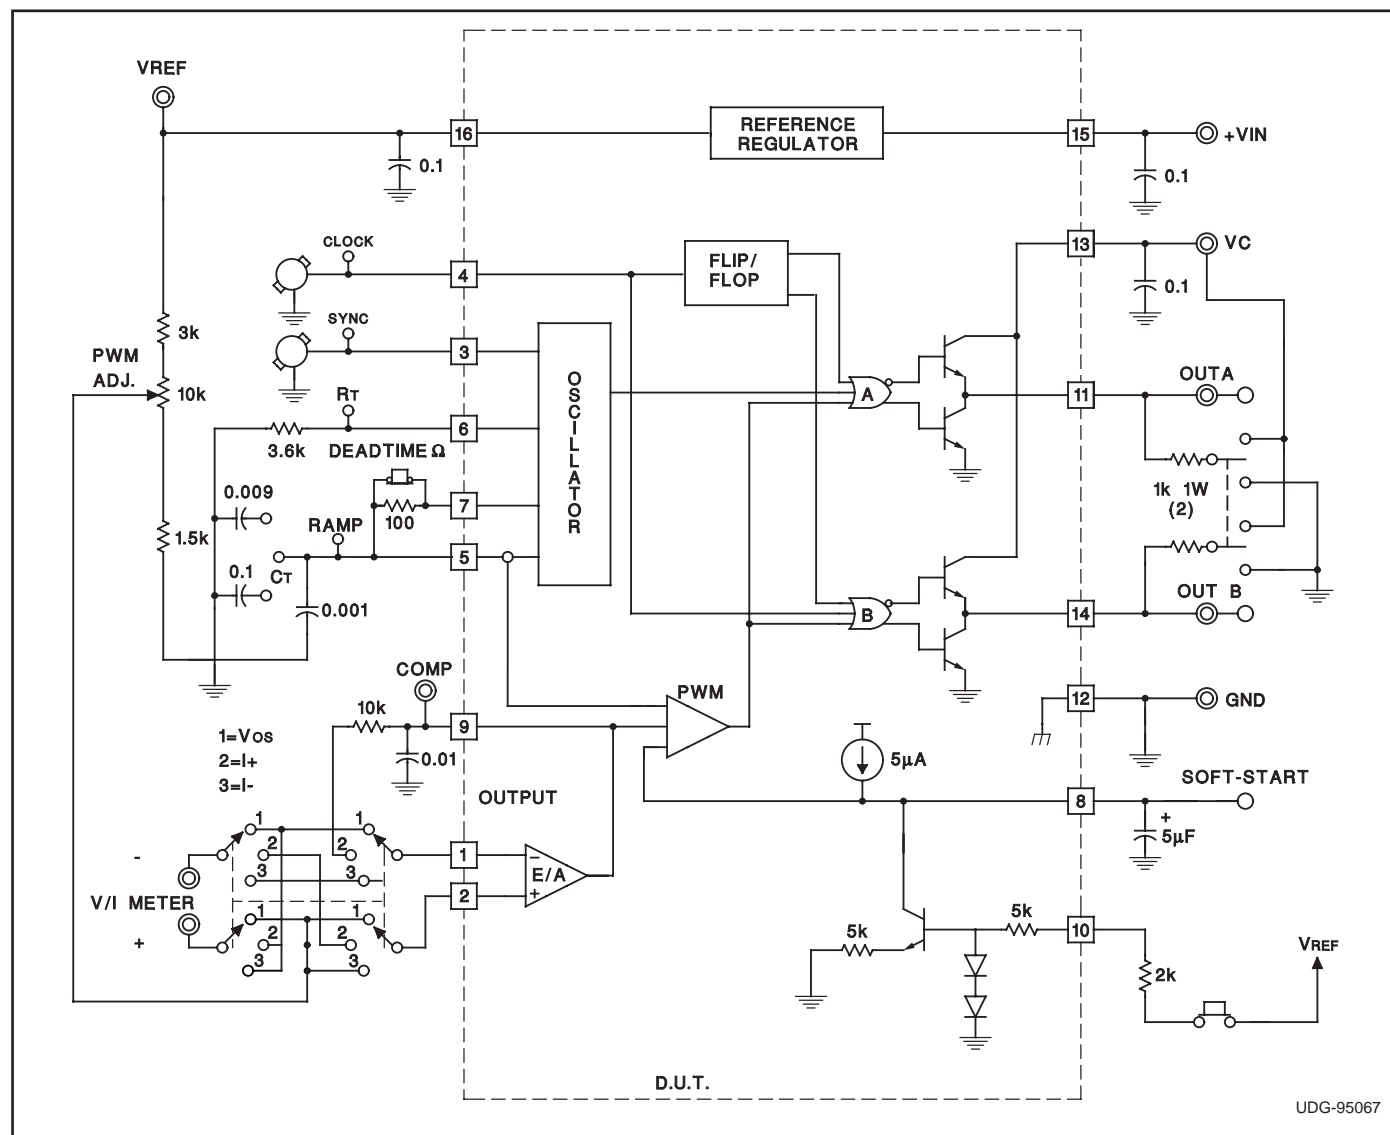 VREF
16
REFERENCE
REGULATOR
15
+VIN
0.1
0.1
CLOCK
4
FLIP/
FLOP
13
VC
0.1
SYNC
3k
3
PWM
ADJ.
10k
OSCILLATOR
A
11
OUTA
RT
6
3.6k
DEADTIME Ω
0.009
7
100
1k 1W
(2)
RAMP
1.5k
5
CT
0.1
0.001
OUT B
B
14
COMP
PWM
12
GND
10k
9
1=VOS
2=I+
3=I-
0.01
5µA
SOFT-START
OUTPUT
8
+
5µF
1
1
2
2
3
3
-
1
–
E/A
+
2
V/I METER
+
1
1
2
2
3
3
5k
5k
10
VREF
2k
D.U.T.
UDG-95067